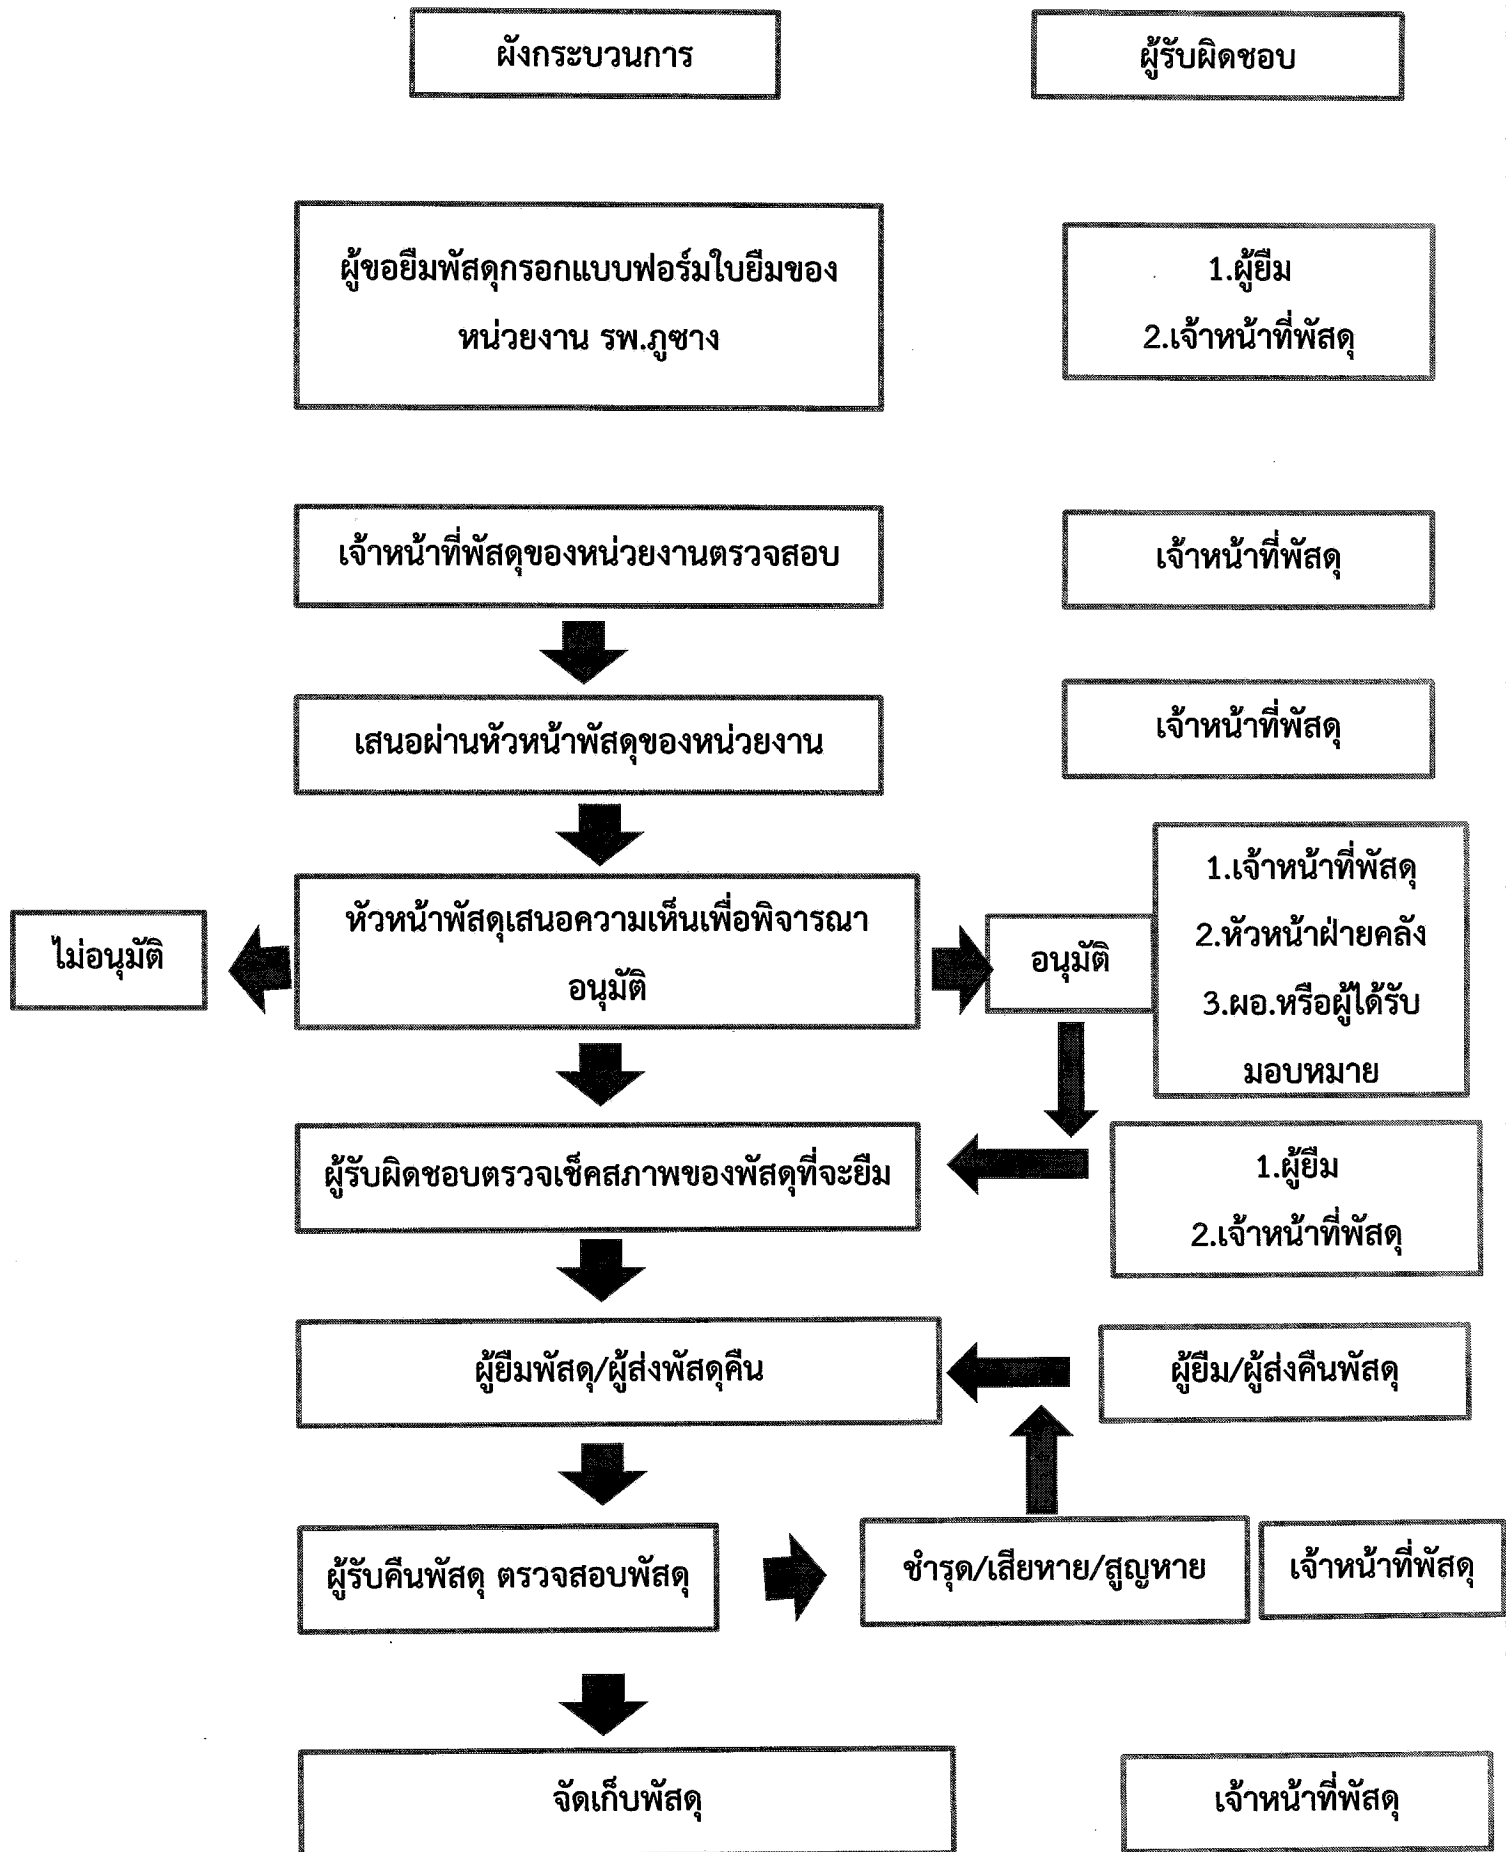 ผังกระบวนการ
ผู้รับผิดชอบ
ผู้ขอยืมพัสดุกรอกแบบฟอร์มใบยืมของ
หน่วยงาน รพ.ภูซาง
1.ผู้ยืม
2.เจ้าหน้าที่พัสดุ
เจ้าหน้าที่พัสดุของหน่วยงานตรวจสอบ
เจ้าหน้าที่พัสดุ
เสนอผ่านหัวหน้าพัสดุของหน่วยงาน
เจ้าหน้าที่พัสดุ
ไม่อนุมัติ
หัวหน้าพัสดุเสนอความเห็นเพื่อพิจารณา
อนุมัติ
อนุมัติ
1.เจ้าหน้าที่พัสดุ
2.หัวหน้าฝ่ายคลัง
3.ผอ.หรือผู้ได้รับ
มอบหมาย
ผู้รับผิดชอบตรวจเช็คสภาพของพัสดุที่จะยืม
1.ผู้ยืม
2.เจ้าหน้าที่พัสดุ
ผู้ยืมพัสดุ/ผู้ส่งพัสดุคืน
ผู้ยืม/ผู้ส่งคืนพัสดุ
ผู้รับคืนพัสดุ ตรวจสอบพัสดุ
ชำรุด/เสียหาย/สูญหาย
เจ้าหน้าที่พัสดุ
จัดเก็บพัสดุ
เจ้าหน้าที่พัสดุ